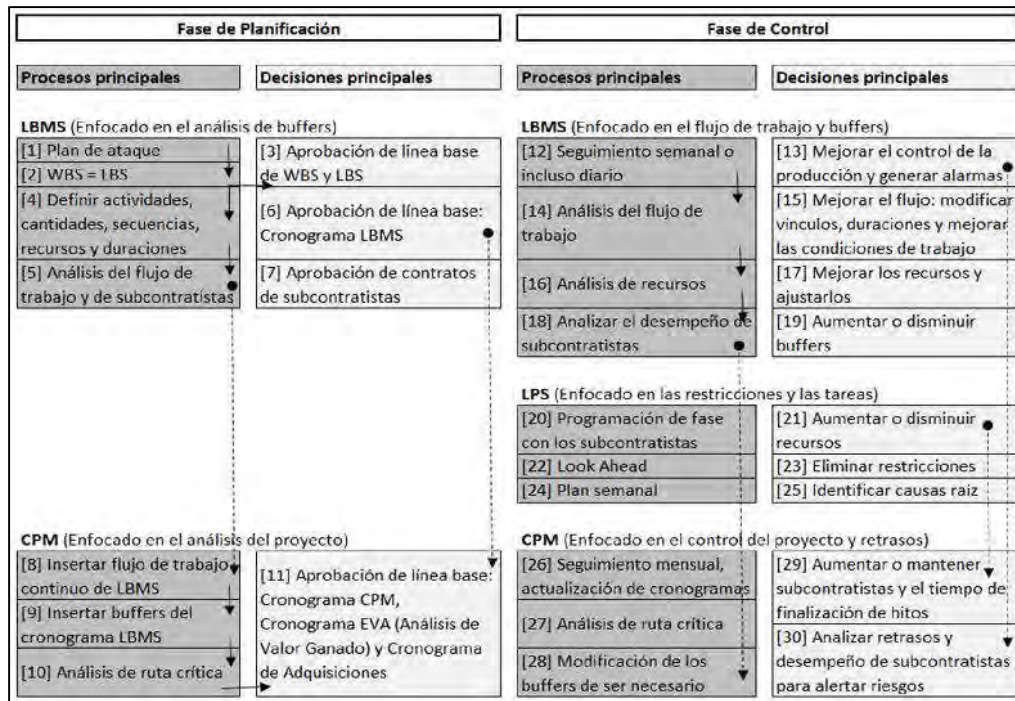 Fase de Planificación
Procesos principales
Decisiones principales
LBMS (Enfocado en el análisis de buffers)
[1] Plan de ataque
[2] WBS = LBS
[4] Definir actividades,
cantidades, secuencias,
recursos y duraciones
[5] Análisis del flujo de
trabajo y de subcontratistas
[3] Aprobación de línea base
de WBS y LBS
[6] Aprobación de línea base:
Cronograma LBMS
[7] Aprobación de contratos
de subcontratistas
CPM (Enfocado en el análisis del proyecto)
[8] Insertar flujo de trabajo
continuo de LBMS
[9] Insertar buffers del
cronograma LBMS
[10] Análisis de ruta crítica
[11] Aprobación de línea base:
Cronograma CPM,
Cronograma EVA (Análisis de
Valor Ganado) y Cronograma
de Adquisiciones
Fase de Control
Procesos principales
Decisiones principales
LBMS (Enfocado en el flujo de trabajo y buffers)
[12] Seguimiento semanal o
incluso diario
[14] Análisis del flujo de
trabajo
[16] Análisis de recursos
[18] Analizar el desempeño de
subcontratistas
[13] Mejorar el control de la
producción y generar alarmas
[15] Mejorar el flujo: modificar
vínculos, duraciones y mejorar
las condiciones de trabajo
[17] Mejorar los recursos y
ajustarlos
[19] Aumentar o disminuir
buffers
LPS (Enfocado en las restricciones y las tareas)
[20] Programación de fase
con los subcontratistas
[22] Look Ahead
[24] Plan semanal
[21] Aumentar o disminuir
recursos
[23] Eliminar restricciones
[25] Identificar causas raiz
CPM (Enfocado en el control del proyecto y retrasos)
[26] Seguimiento mensual,
actualización de cronogramas
[27] Análisis de ruta crítica
[28] Modificación de los
buffers de ser necesario
[29] Aumentar o mantener
subcontratistas y el tiempo de
finalización de hitos
[30] Analizar retrasos y
desempeño de subcontratistas
para alertar riesgos